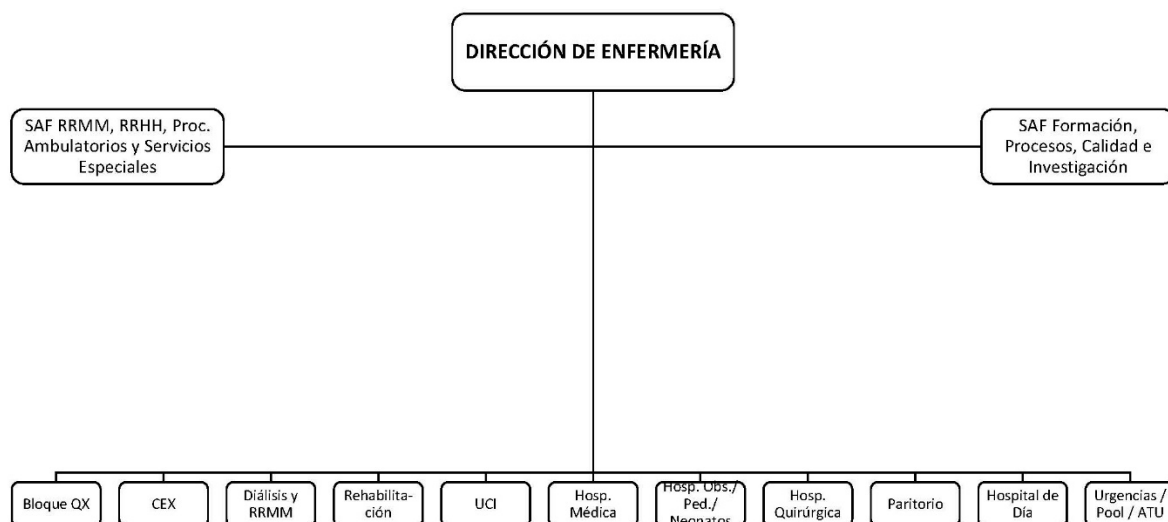 DIRECCIÓN DE ENFERMERÍA
SAF RRMM, RRHH, Proc.
Ambulatorios y Servicios
Especiales
SAF Formación,
Procesos, Calidad e
Investigación
Bloque QX
CEX
Diálisis y
RRMM
Rehabilita-
ción
UCI
Hosp.
Médica
Hosp. Obs./
Ped./
Neonatos
Hosp.
Quirúrgica
Paritorio
Hospital de
Día
Urgencias /
Pool / ATU